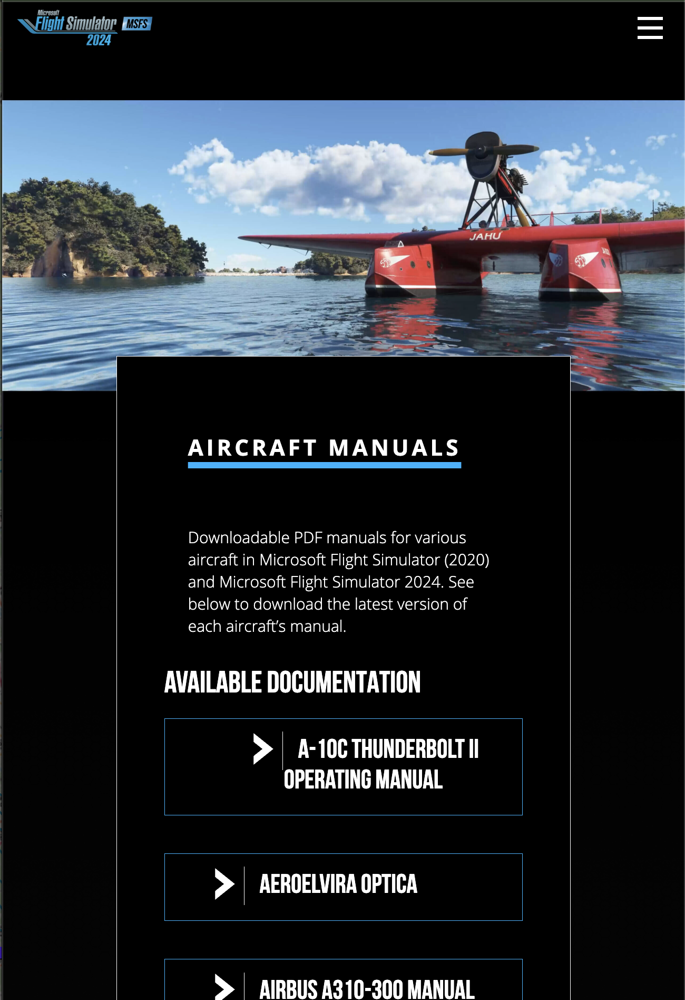 Microsoft
Flight Simulator
2024
MSFS
JAHU
AIRCRAFT MANUALS
Downloadable PDF manuals for various
aircraft in Microsoft Flight Simulator (2020)
and Microsoft Flight Simulator 2024. See
below to download the latest version of
each aircraft’s manual.
AVAILABLE DOCUMENTATION
A-10C THUNDERBOLT II
OPERATING MANUAL
AEROELVIRA OPTICA
AIRBUS A310-300 MANUAL